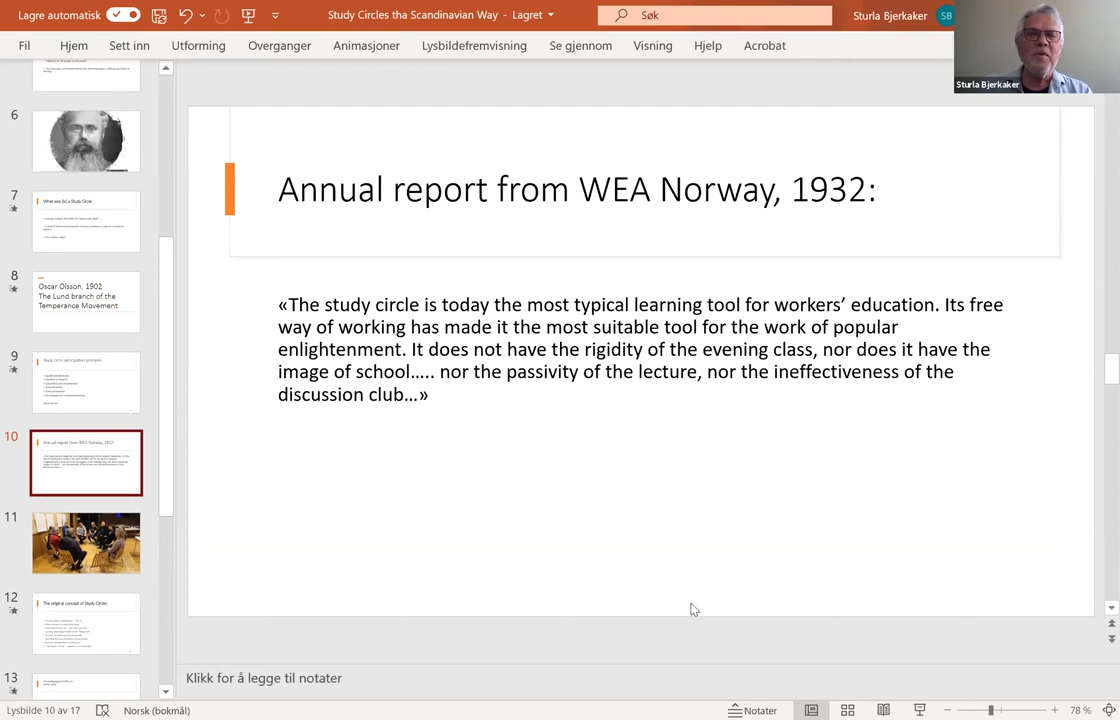 Lagre automatisk
Study Circles tha Scandinavian Way - Lagret
Søk
Sturla Bjerkaker
SB
Fil
Hjem
Sett inn
Utforming
Overganger
Animasjoner
Lysbildefremvisning
Se gjennom
Visning
Hjelp
Acrobat
Sturla Bjerkaker
6
7
What was (is) a Study Circle
8
Oscar Olsson, 1902
The Lund branch of the
Temperance Movement
9
Study circle participation principles
10
Annual report from WEA Norway, 1932:
11
12
The original concept of Study Circles
13
Annual report from WEA Norway, 1932:
«The study circle is today the most typical learning tool for workers’ education. Its free
way of working has made it the most suitable tool for the work of popular
enlightenment. It does not have the rigidity of the evening class, nor does it have the
image of school….. nor the passivity of the lecture, nor the ineffectiveness of the
discussion club…»
Klikk for å legge til notater
Lysbilde 10 av 17
Norsk (bokmål)
Notater
78 %